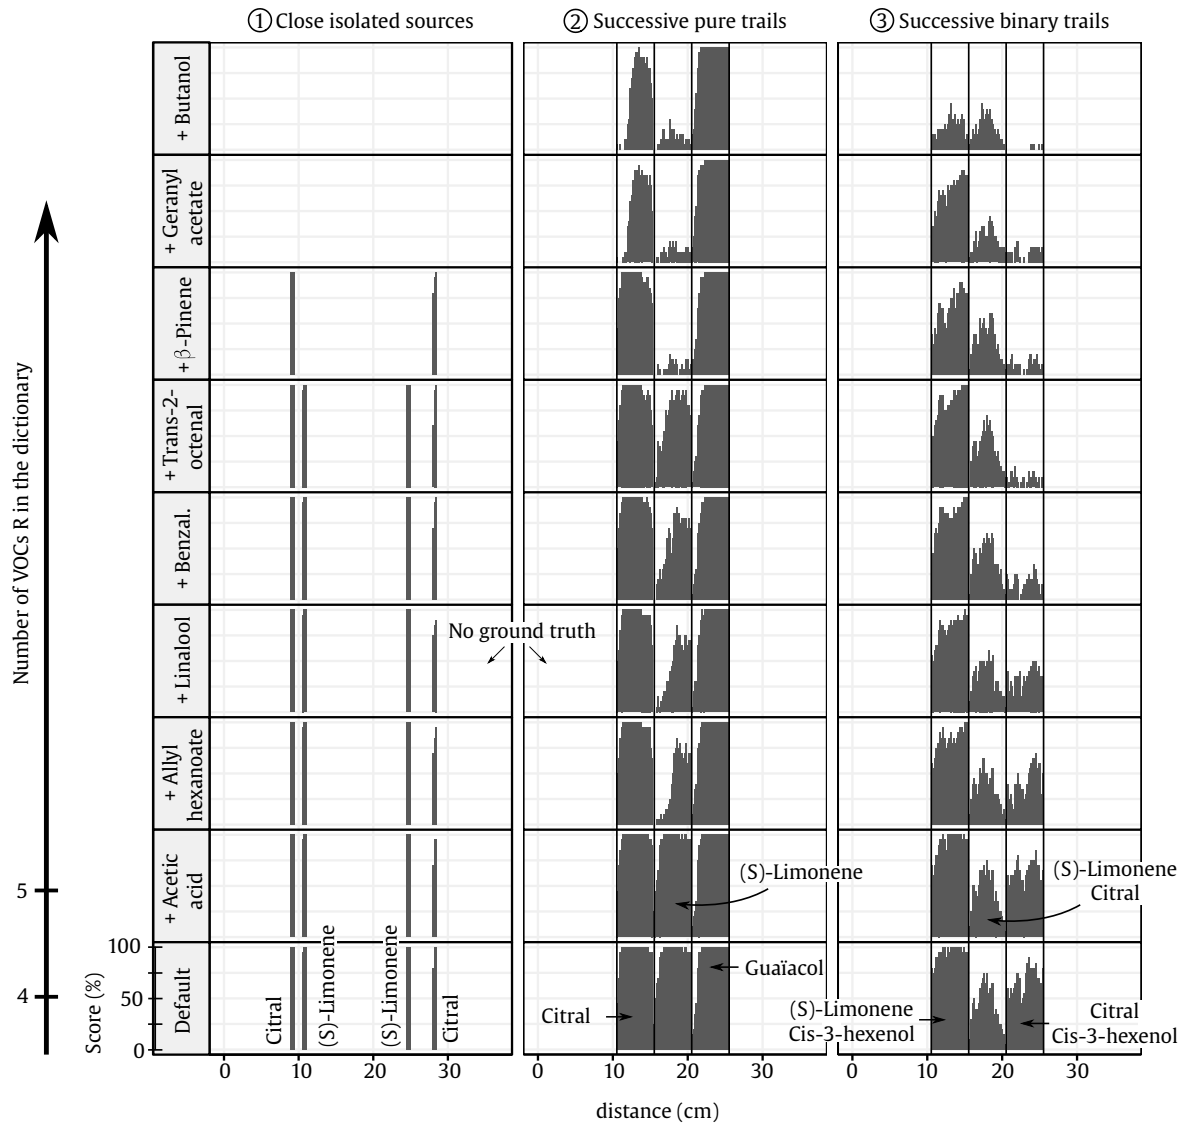 ① Close isolated sources
② Successive pure trails
③ Successive binary trails
Number of VOCs R in the dictionary
5
4
+ Butanol
+ Geranyl
acetate
+ β-Pinene
+ Trans-2-
octenal
+ Benzal.
+ Linalool
+ Allyl
hexanoate
+ Acetic
acid
Default
No ground truth
(S)-Limonene
(S)-Limonene
Citral
Score (%)
100
50
0
Citral
(S)-Limonene
(S)-Limonene
Citral
Citral
Guaïacol
(S)-Limonene
Cis-3-hexenol
Citral
Cis-3-hexenol
0 10 20 30
0 10 20 30
0 10 20 30
distance (cm)